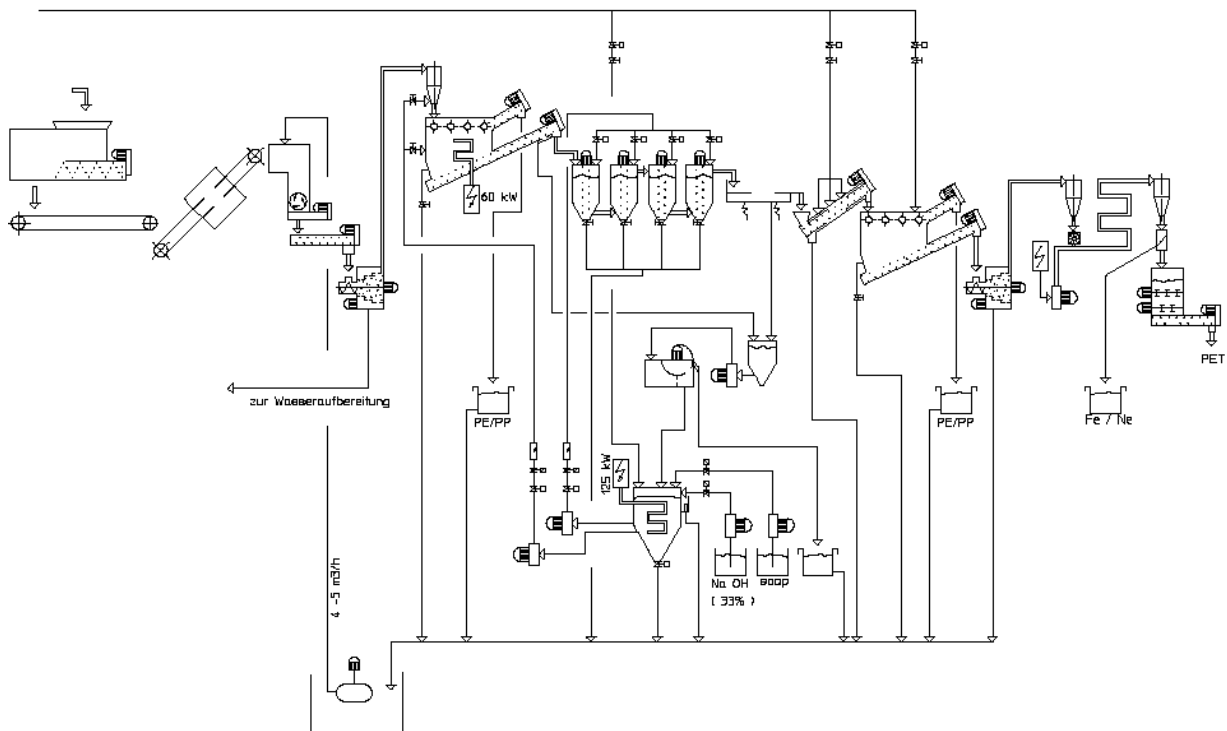 60 kW
PET
zur Wasseraufbereitung
PE/PP
PE/PP
Fe / Ne
125 kW
Na OH
soap
( 33% )
4 -5 m3/h